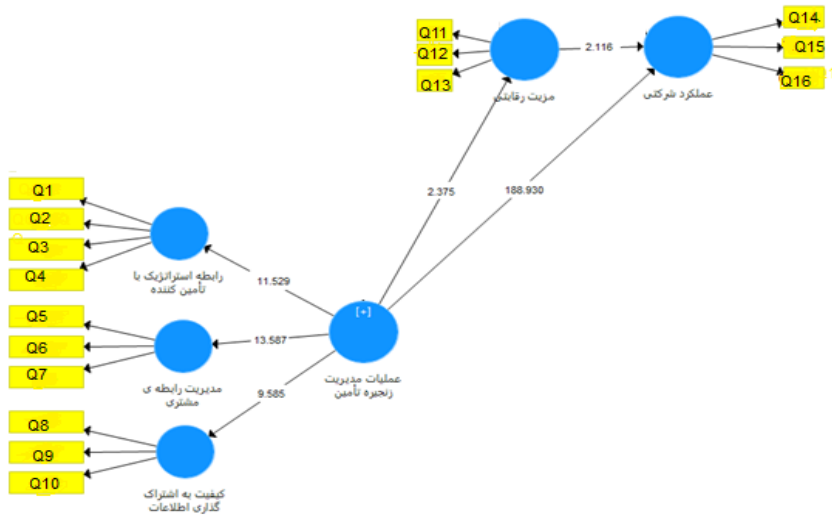 Q11
Q12
Q13
2.116
Q14
Q15
Q16
مزیت رقابتی
عملکرد شرکتی
2.375
188.930
Q1
Q2
Q3
Q4
رابطه استراتژیک با
تأمین کننده
11.529
Q5
Q6
Q7
مدیریت رابطه ی
مشتری
13.587
[+]
عملیات مدیریت
زنجیره تأمین
9.585
Q8
Q9
Q10
کیفیت به اشتراک
گذاری اطلاعات